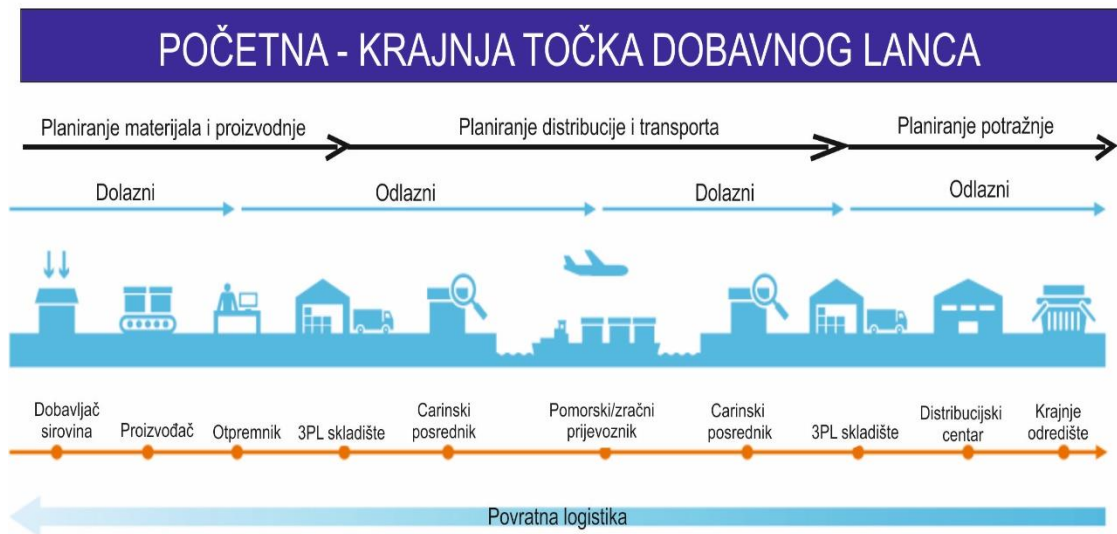 POČETNA - KRAJNJA TOČKA DOBAVNOG LANCA
Planiranje materijala i proizvodnje
Planiranje distribucije i transporta
Planiranje potražnje
Dolazni
Odlazni
Dolazni
Odlazni
Dobavljač
sirovina
Proizvođač
Otpremnik
3PL skladište
Carinski
posrednik
Pomorski/zračni
prijevoznik
Carinski
posrednik
3PL skladište
Distribucijski
centar
Krajnje
odredište
Povratna logistika